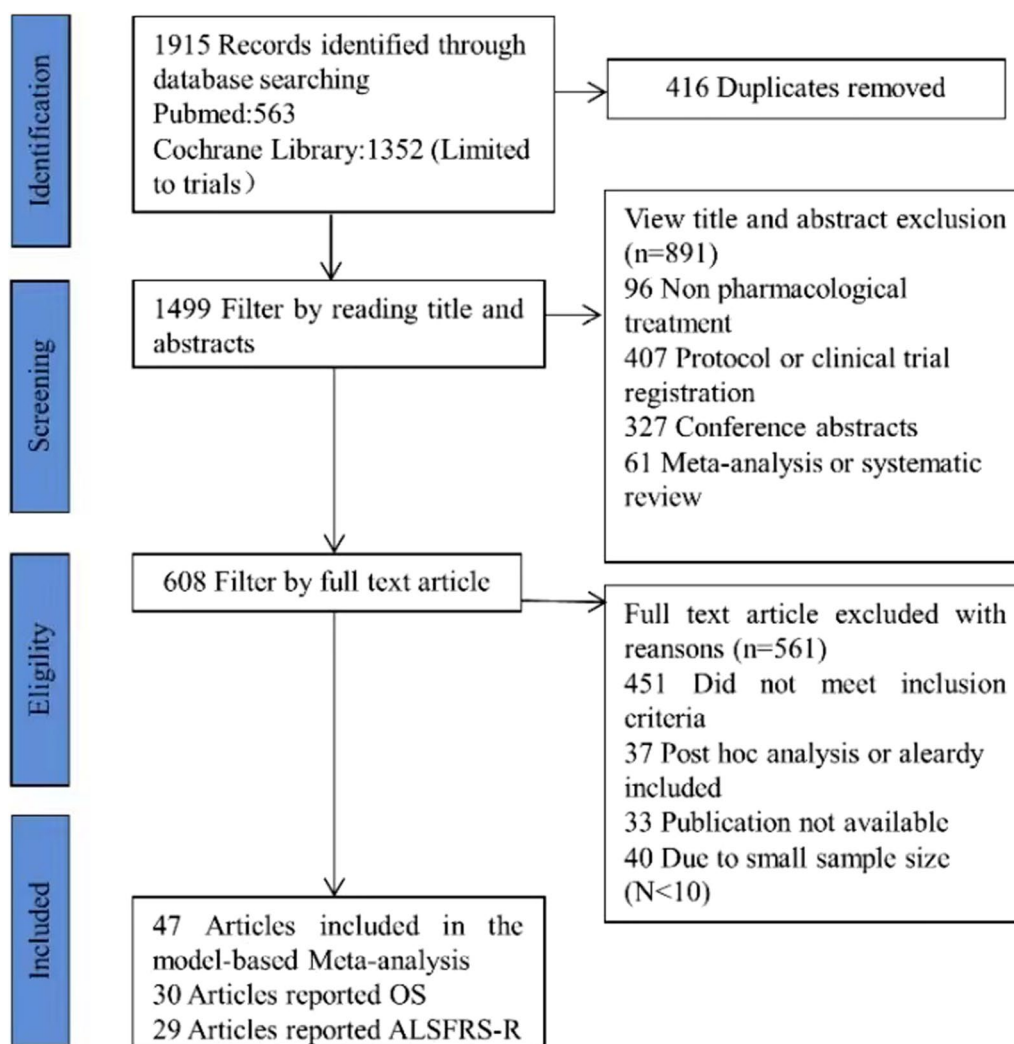 Identification
1915 Records identified through
database searching
Pubmed:563
Cochrane Library:1352 (Limited
to trials）
416 Duplicates removed
Screening
1499 Filter by reading title and
abstracts
View title and abstract exclusion
(n=891)
96 Non pharmacological
treatment
407 Protocol or clinical trial
registration
327 Conference abstracts
61 Meta-analysis or systematic
review
Eligility
608 Filter by full text article
Full text article excluded with
reansons (n=561)
451 Did not meet inclusion
criteria
37 Post hoc analysis or aleardy
included
33 Publication not available
40 Due to small sample size
(N<10)
Included
47 Articles included in the
model-based Meta-analysis
30 Articles reported OS
29 Articles reported ALSFRS-R